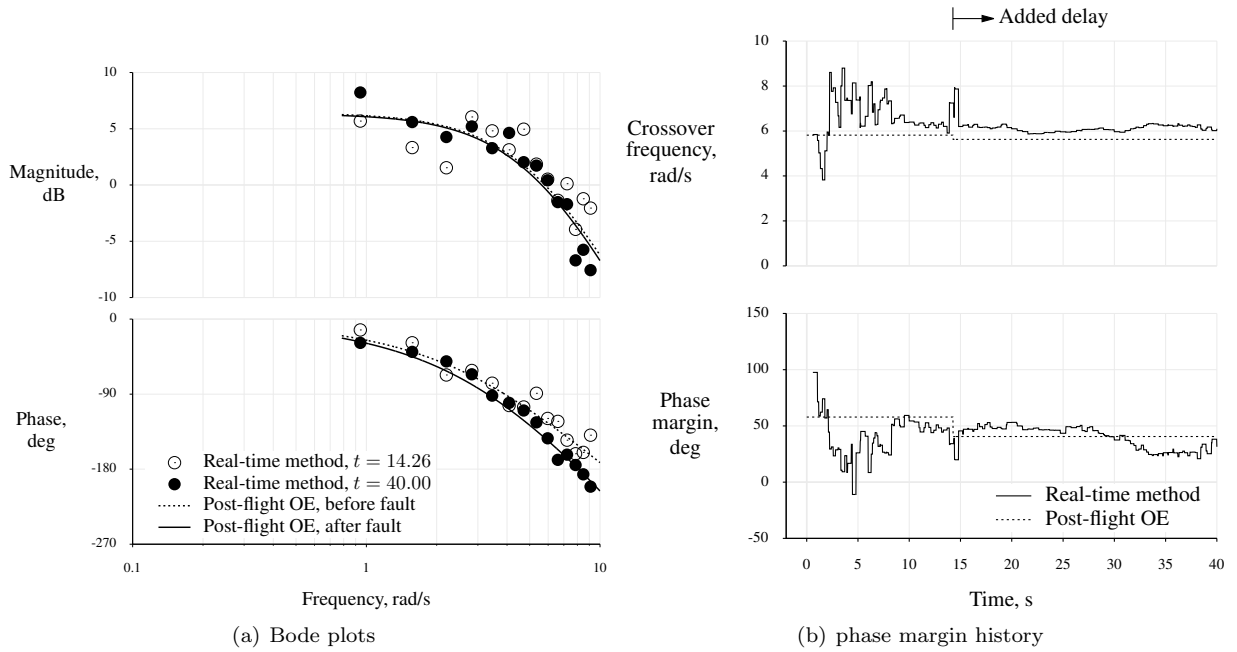 10
5
0
-5
-10
Magnitude,
dB
0
-90
-180
-270
Phase,
deg
Real-time method, t = 14.26
Real-time method, t = 40.00
Post-flight OE, before fault
Post-flight OE, after fault
0.1
1
10
Frequency, rad/s
(a) Bode plots
Added delay
10
8
6
4
2
0
Crossover
frequency,
rad/s
150
100
50
0
-50
Phase
margin,
deg
Real-time method
Post-flight OE
0
5
10
15
20
25
30
35
40
Time, s
(b) phase margin history